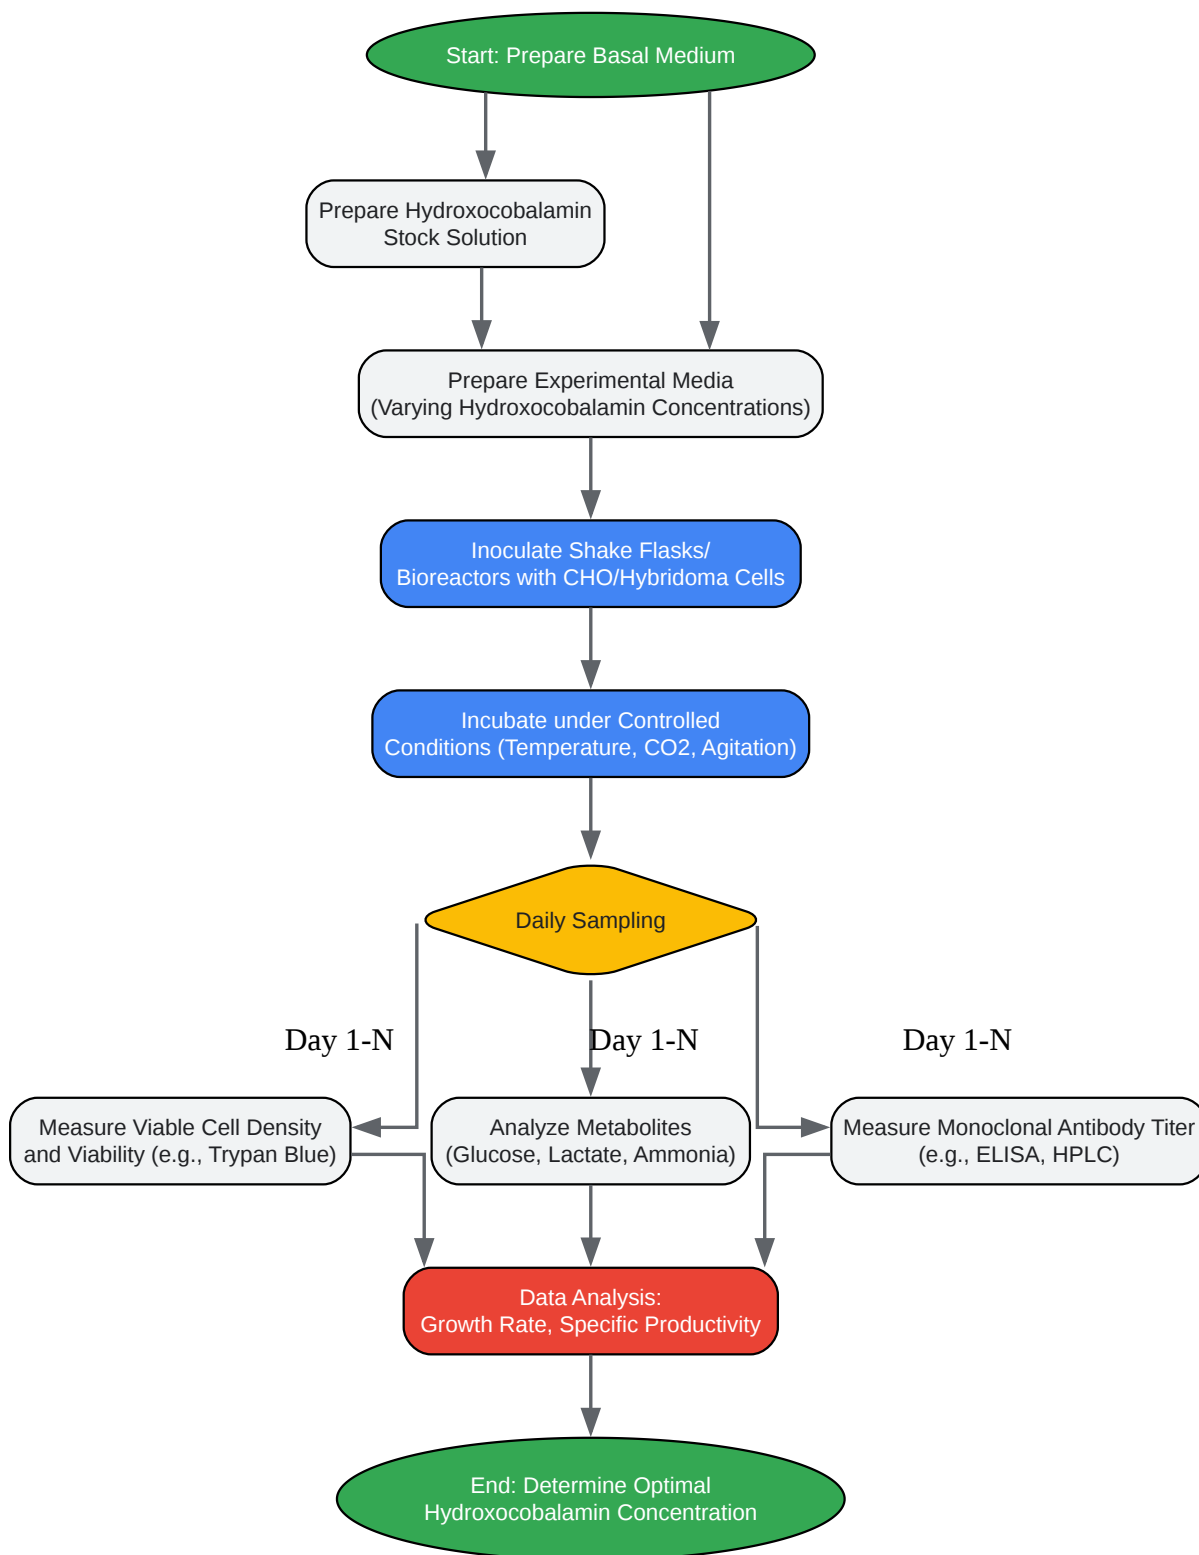 Start: Prepare Basal Medium
Prepare Hydroxocobalamin
Stock Solution
Prepare Experimental Media
(Varying Hydroxocobalamin Concentrations)
Inoculate Shake Flasks/
Bioreactors with CHO/Hybridoma Cells
Incubate under Controlled
Conditions (Temperature, CO2, Agitation)
Daily Sampling
Day 1-N
Day 1-N
Day 1-N
Measure Viable Cell Density
and Viability (e.g., Trypan Blue)
Analyze Metabolites
(Glucose, Lactate, Ammonia)
Measure Monoclonal Antibody Titer
(e.g., ELISA, HPLC)
Data Analysis:
Growth Rate, Specific Productivity
End: Determine Optimal
Hydroxocobalamin Concentration